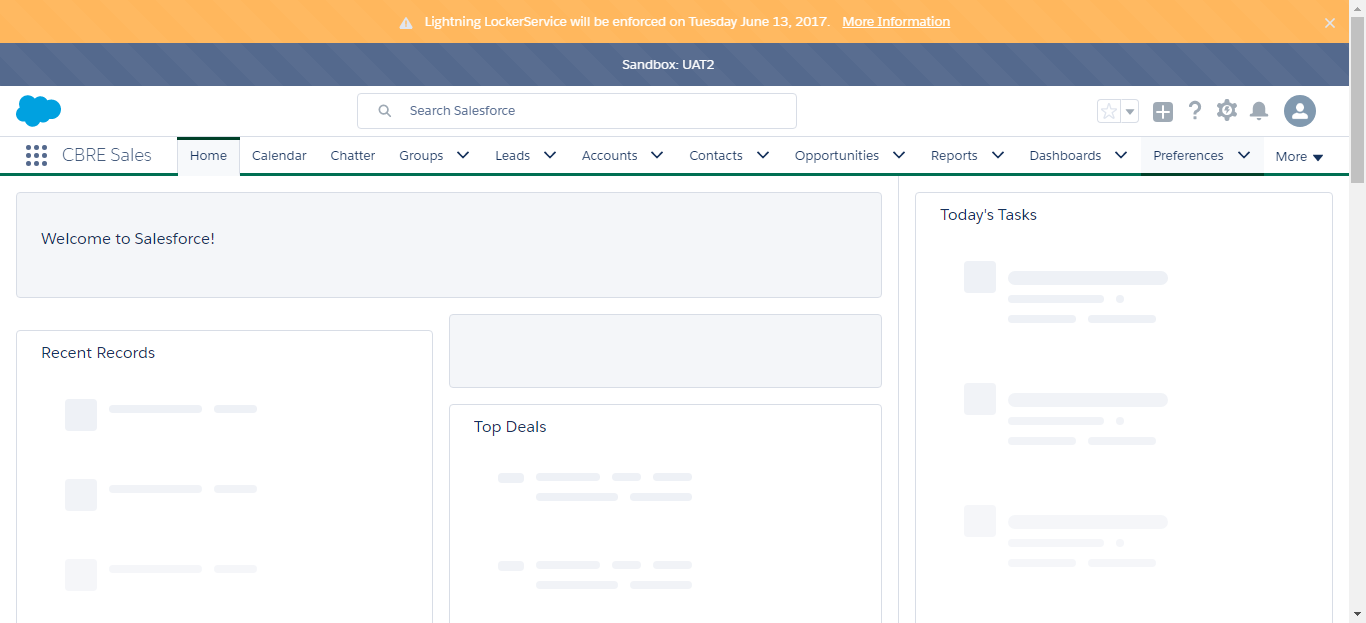 Lightning LockerService will be enforced on Tuesday June 13, 2017. More Information
Sandbox: UAT2
Search Salesforce
CBRE Sales Home Calendar Chatter Groups Leads Accounts Contacts Opportunities Reports Dashboards Preferences More
Welcome to Salesforce!
Today's Tasks
Recent Records
Top Deals